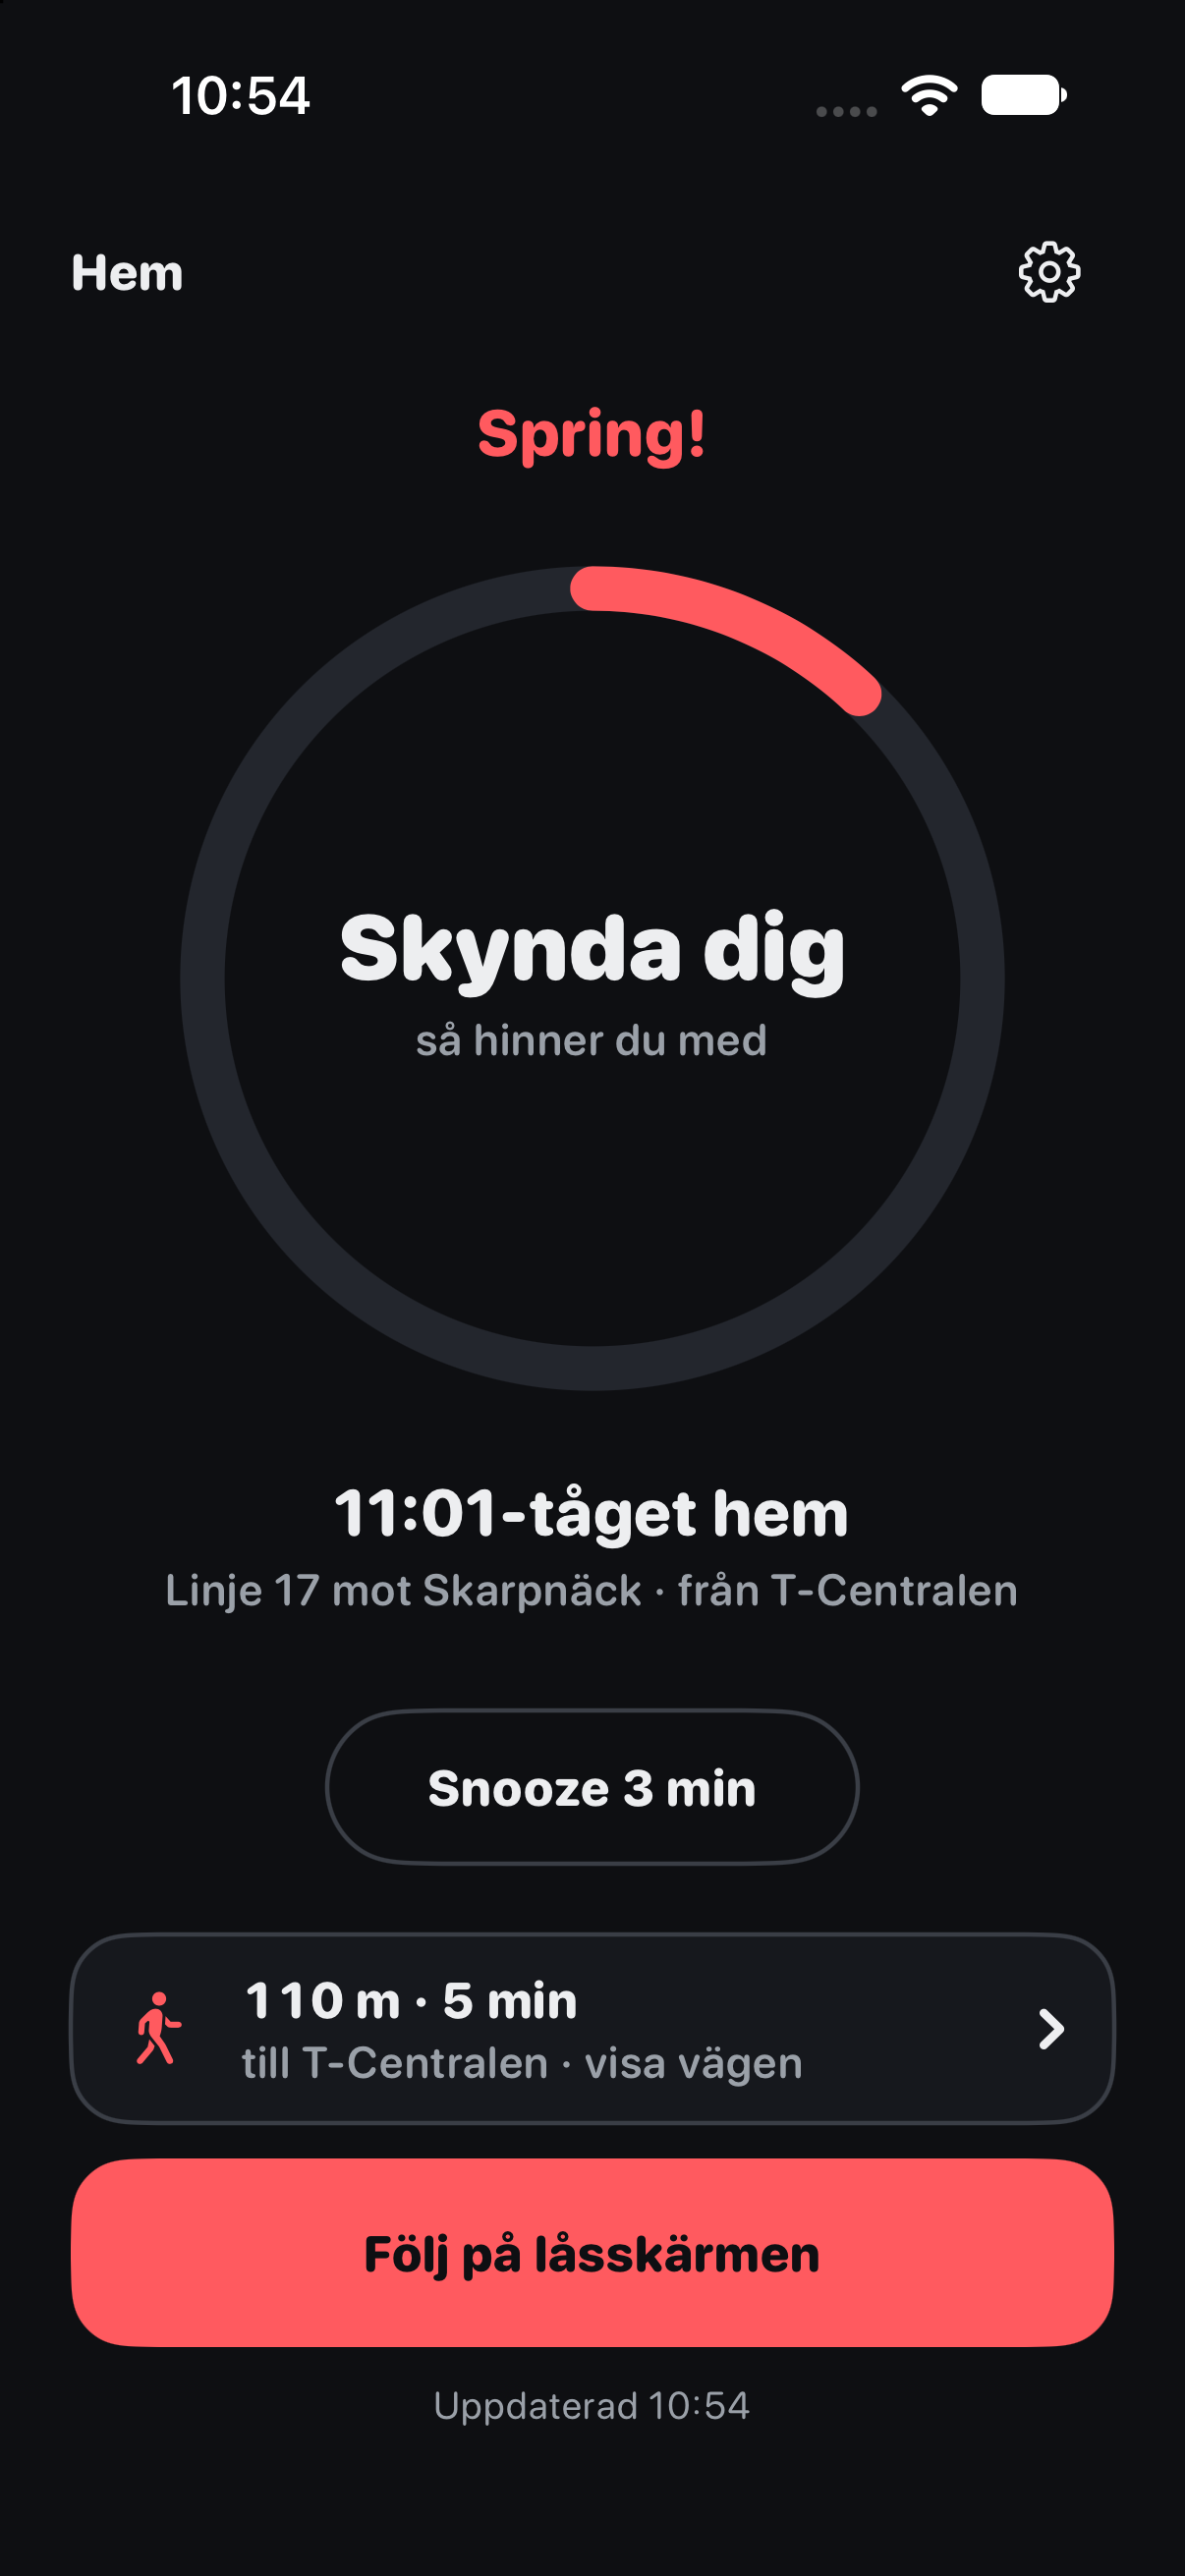 10:54
Hem
Spring!
Skynda dig
så hinner du med
11:01-tåget hem
Linje 17 mot Skarpnäck · från T-Centralen
Snooze 3 min
110 m · 5 min
till T-Centralen · visa vägen
Följ på låsskärmen
Uppdaterad 10:54